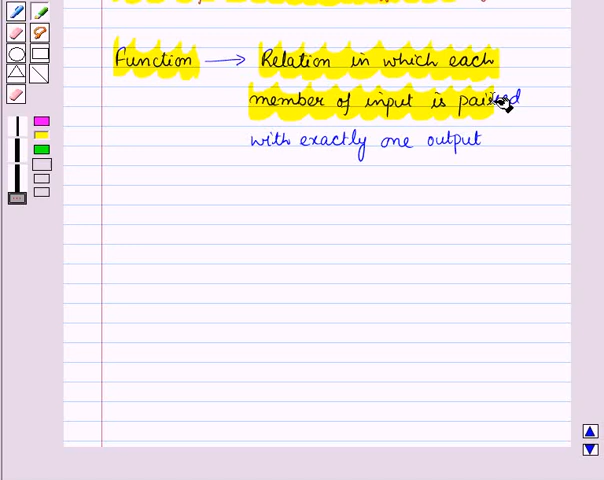 Function → Relation in which each
member of input is paired
with exactly one output